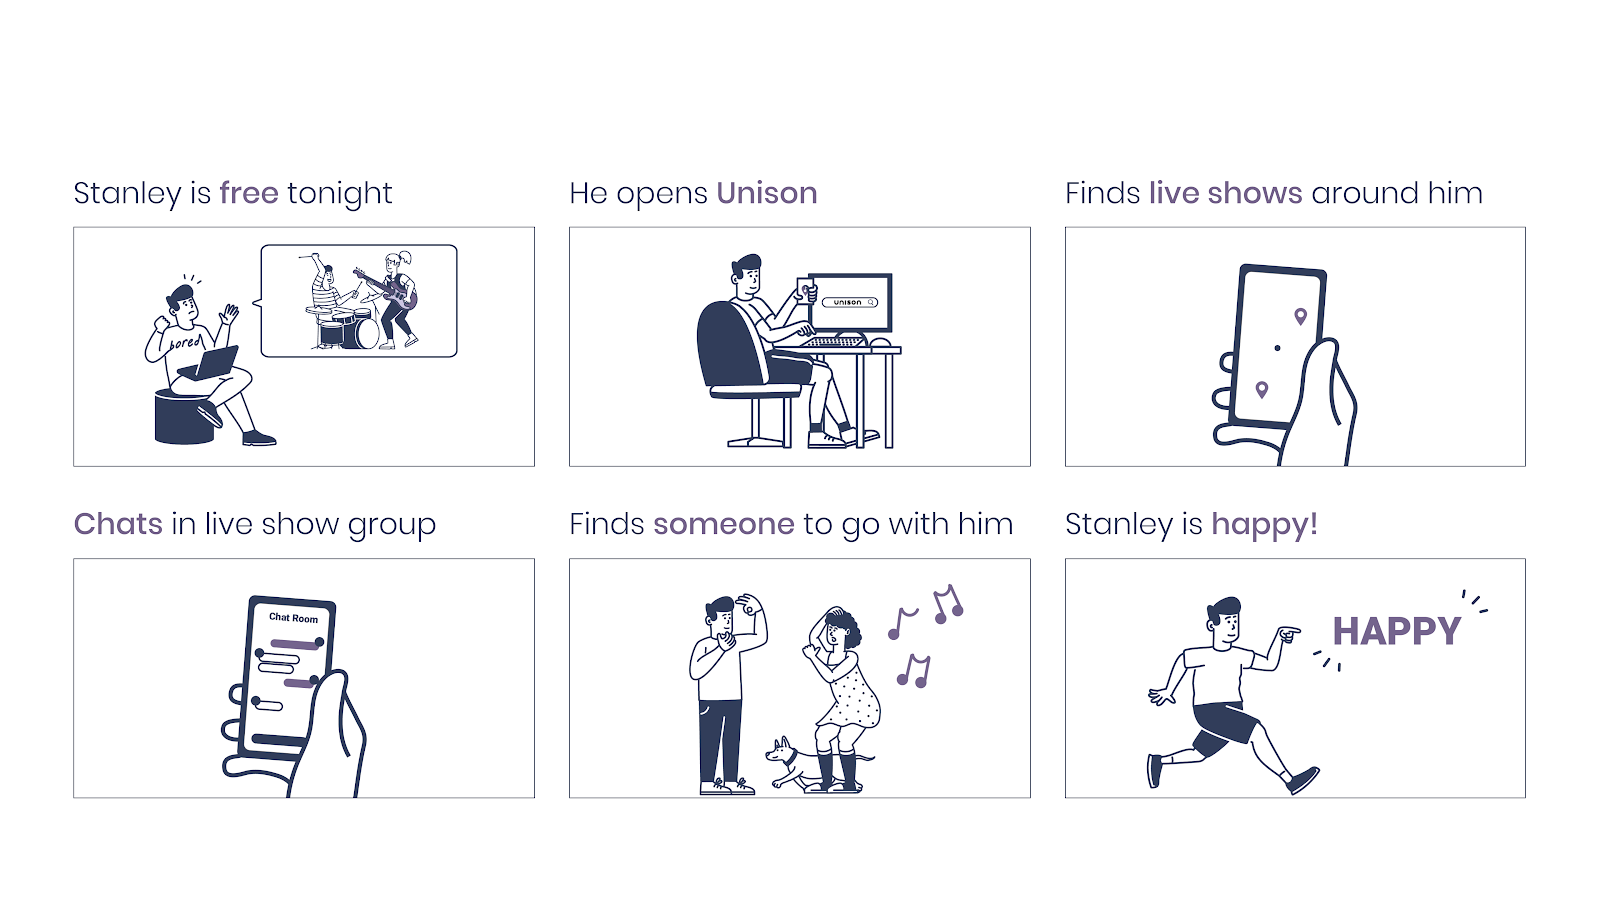 Stanley is free tonight
He opens Unison
Finds live shows around him
bored
unison
Chats in live show group
Finds someone to go with him
Stanley is happy!
Chat Room
HAPPY